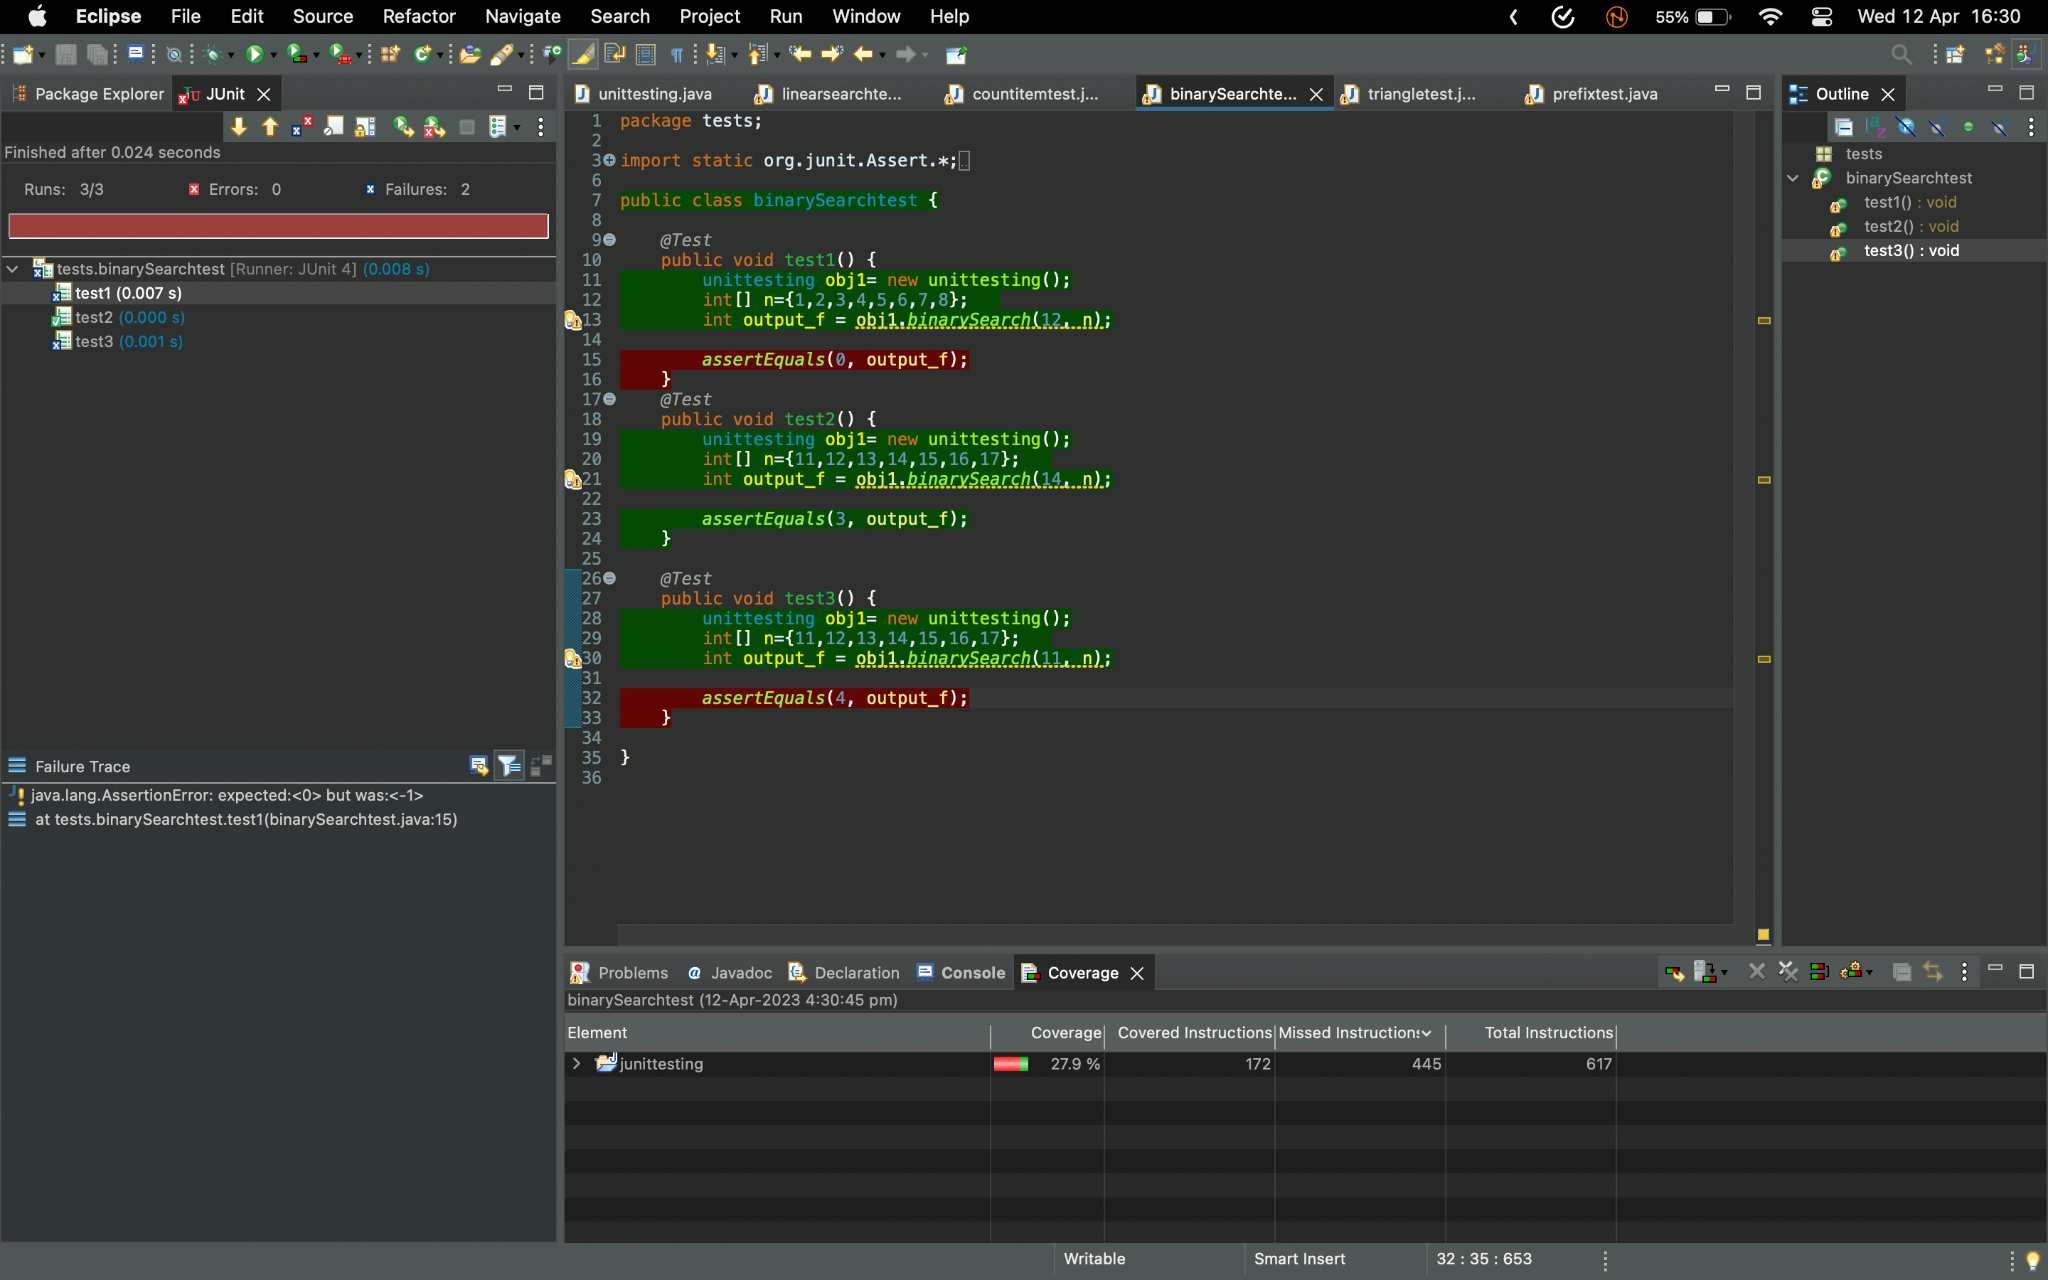 Eclipse File Edit Source Refactor Navigate Search Project Run Window Help 55% Wed 12 Apr 16:30
Package Explorer JUnit
Finished after 0.024 seconds
Runs: 3/3 Errors: 0 Failures: 2
tests.binarySearchtest [Runner: JUnit 4] (0.008 s)
test1 (0.007 s)
test2 (0.000 s)
test3 (0.001 s)
Failure Trace
java.lang.AssertionError: expected:<0> but was:<-1>
at tests.binarySearchtest.test1(binarySearchtest.java:15)
unittesting.java linearsearchte... countitemtest.j... binarySearchte... triangletest.j... prefixtest.java
1 package tests;
2
3 import static org.junit.Assert.*;
6
7 public class binarySearchtest {
8
9 @Test
10 public void test1() {
11 unittesting obj1= new unittesting();
12 int[] n={1,2,3,4,5,6,7,8};
13 int output_f = obj1.binarySearch(12, n);
14
15 assertEquals(0, output_f);
16 }
17 @Test
18 public void test2() {
19 unittesting obj1= new unittesting();
20 int[] n={11,12,13,14,15,16,17};
21 int output_f = obj1.binarySearch(14, n);
22
23 assertEquals(3, output_f);
24 }
25
26 @Test
27 public void test3() {
28 unittesting obj1= new unittesting();
29 int[] n={11,12,13,14,15,16,17};
30 int output_f = obj1.binarySearch(11, n);
31
32 assertEquals(4, output_f);
33 }
34
35 }
36
Outline
tests
binarySearchtest
test1() : void
test2() : void
test3() : void
Problems Javadoc Declaration Console Coverage
binarySearchtest (12-Apr-2023 4:30:45 pm)
Element Coverage Covered Instructions Missed Instructions Total Instructions
junittesting 27.9 % 172 445 617
Writable Smart Insert 32 : 35 : 653